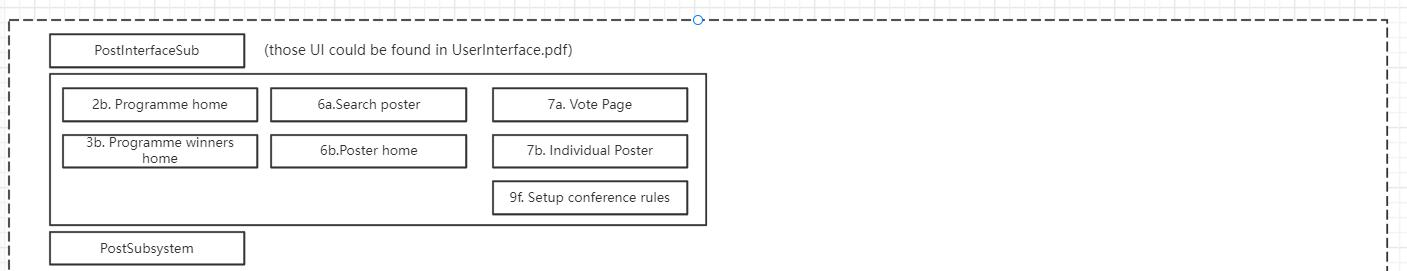 PostInterfaceSub (those UI could be found in UserInterface.pdf)
2b. Programme home 6a.Search poster 7a. Vote Page
3b. Programme winners
home
6b.Poster home 7b. Individual Poster
9f. Setup conference rules
PostSubsystem